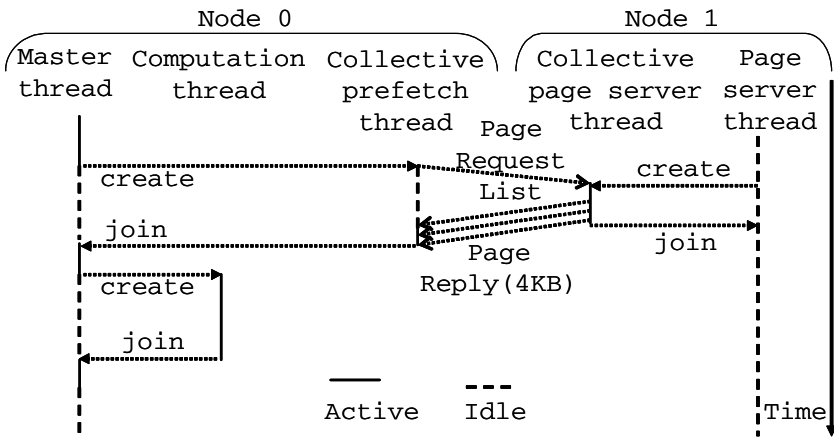 Node 0
Node 1
Master thread
Computation thread
Collective prefetch thread
Collective page server thread
Page server thread
Page Request List
create
create
join
join
Page Reply(4KB)
create
join
Active
Idle
Time